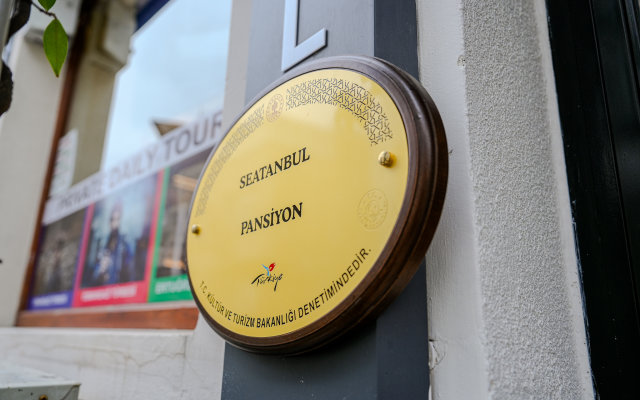 SEATANBUL
PANSİYON
Türkiye
T.C. KÜLTÜR VE TURİZM BAKANLIĞI DENETİMİNDEDİR.
PRIVATE DAILY TOUR
L